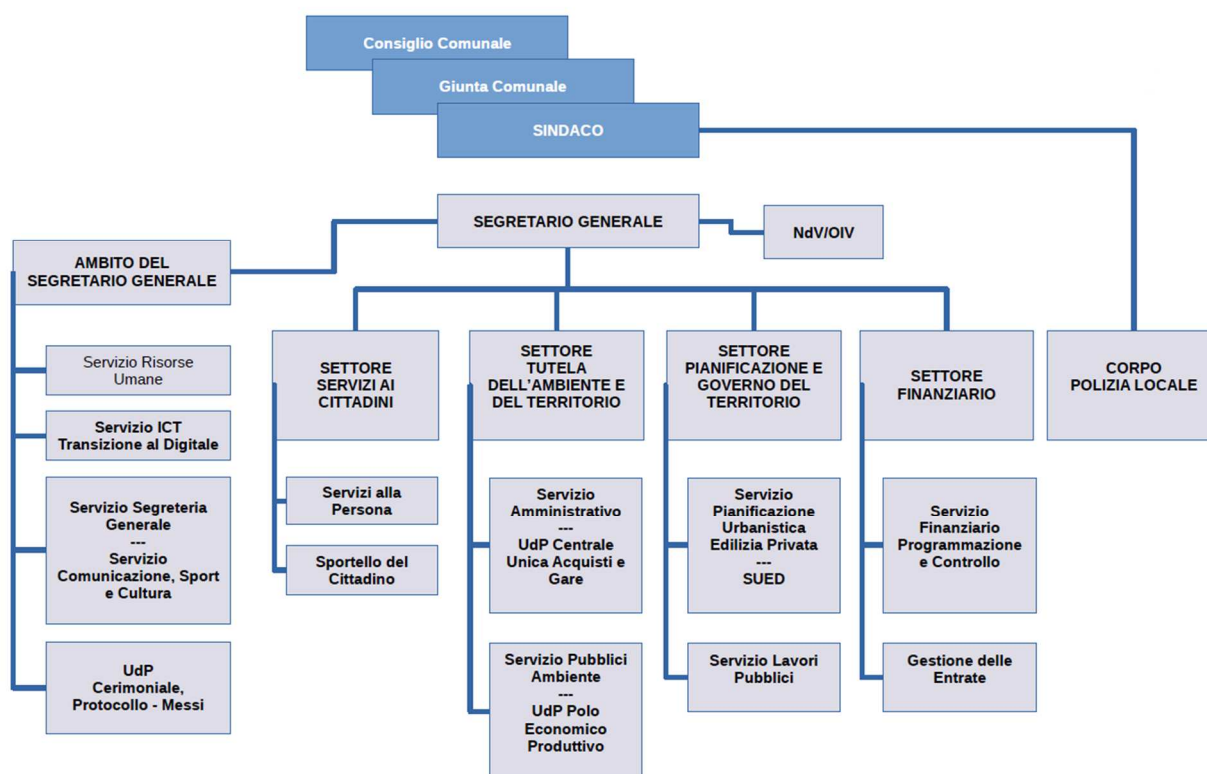 Consiglio Comunale
Giunta Comunale
SINDACO
SEGRETARIO GENERALE
NdV/OIV
AMBITO DEL
SEGRETARIO GENERALE
Servizio Risorse
Umane
Servizio ICT
Transizione al Digitale
Servizio Segreteria
Generale
---
Servizio
Comunicazione, Sport
e Cultura
UdP
Cerimoniale,
Protocollo - Messi
SETTORE
SERVIZI AI
CITTADINI
Servizi alla
Persona
Sportello del
Cittadino
SETTORE
TUTELA
DELL'AMBIENTE E
DEL TERRITORIO
Servizio
Amministrativo
---
UdP Centrale
Unica Acquisti e
Gare
Servizio Pubblici
Ambiente
---
UdP Polo
Economico
Produttivo
SETTORE
PIANIFICAZIONE E
GOVERNO DEL
TERRITORIO
Servizio
Pianificazione
Urbanistica
Edilizia Privata
---
SUED
Servizio Lavori
Pubblici
SETTORE
FINANZIARIO
Servizio
Finanziario
Programmazione
e Controllo
Gestione delle
Entrate
CORPO
POLIZIA LOCALE